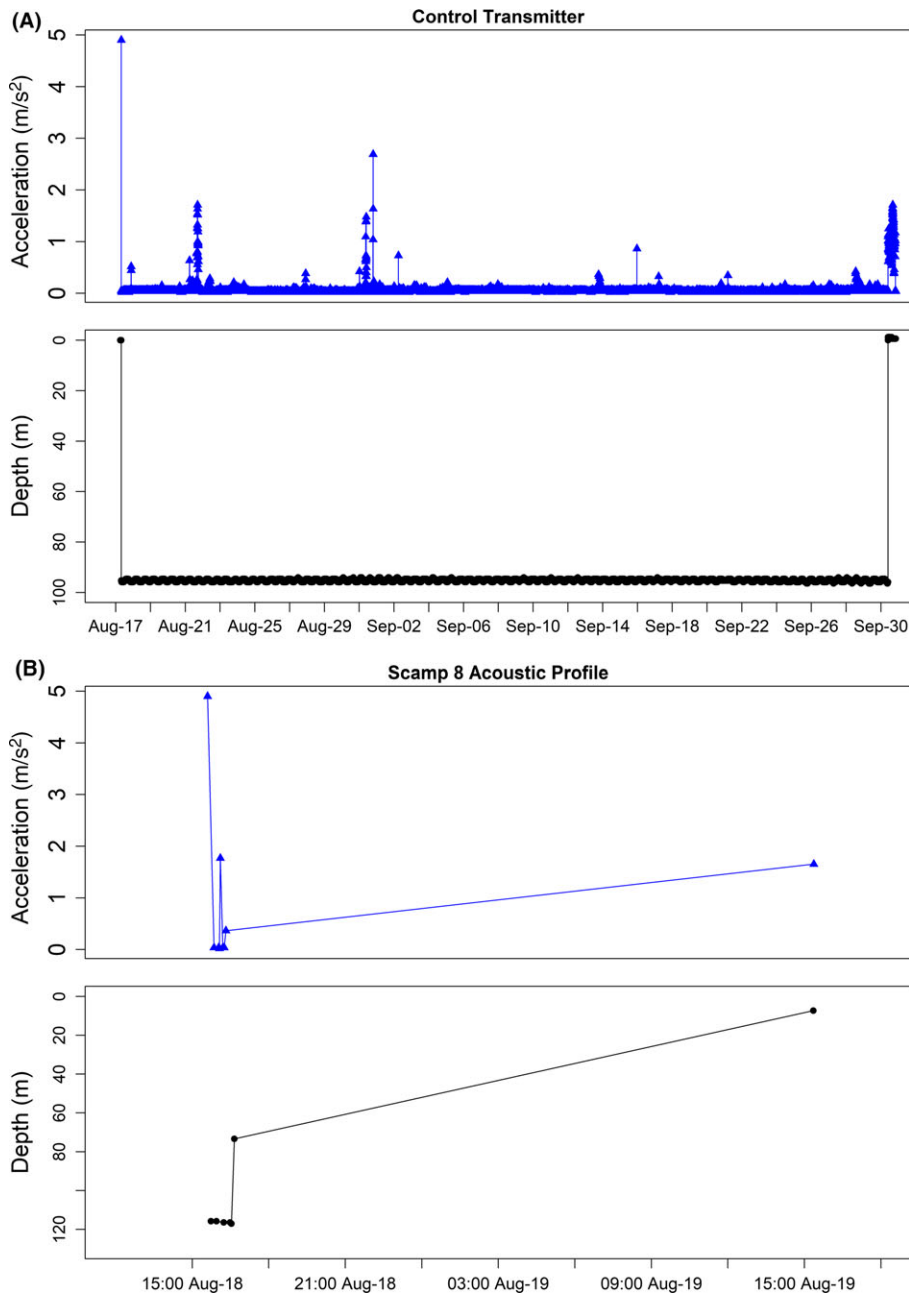 (A)
Control Transmitter
Acceleration (m/s²)
5
4
3
2
1
0
Depth (m)
0
20
40
60
80
100
Aug-17 Aug-21 Aug-25 Aug-29 Sep-02 Sep-06 Sep-10 Sep-14 Sep-18 Sep-22 Sep-26 Sep-30
(B)
Scamp 8 Acoustic Profile
Acceleration (m/s²)
5
4
3
2
1
0
Depth (m)
0
20
40
60
80
120
15:00 Aug-18 21:00 Aug-18 03:00 Aug-19 09:00 Aug-19 15:00 Aug-19